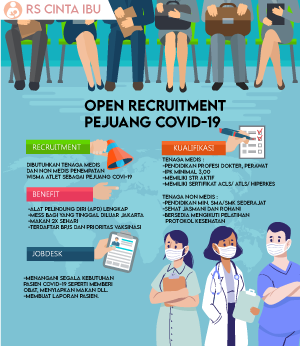 RS CINTA IBU
OPEN RECRUITMENT
PEJUANG COVID-19
RECRUITMENT
DIBUTUHKAN TENAGA MEDIS
DAN NON MEDIS PENEMPATAN
WISMA ATLET SEBAGAI PEJUANG COVI-19
BENEFIT
-ALAT PELINDUNG DIRI (APD) LENGKAP
-MESS BAGI YANG TINGGAL DILUAR JAKARTA
-MAKAN 2X SEHARI
-TERDAFTAR BPJS DAN PRIORITAS VAKSINASI
JOBDESK
-MENANGANI SEGALA KEBUTUHAN
PASIEN COVID-19 SEPERTI MEMBERI
OBAT, MENYIAPKAN MAKAN DLL.
-MEMBUAT LAPORAN PASIEN.
KUALIFIKASI
TENAGA MEDIS :
-PENDIDIKAN PROFESI DOKTER, PERAWAT
-IPK MINIMAL 3,00
-MEMILIKI STR AKTIF
-MEMILIKI SERTIFIKAT ACLS/ ATLS/ HIPERKES
TENAGA NON MEDIS :
-PENDIDIKAN MIN. SMA/SMK SEDERAJAT
-SEHAT JASMANI DAN ROHANI
-BERSEDIA MENGIKUTI PELATIHAN
PROTOKOL KESEHATAN